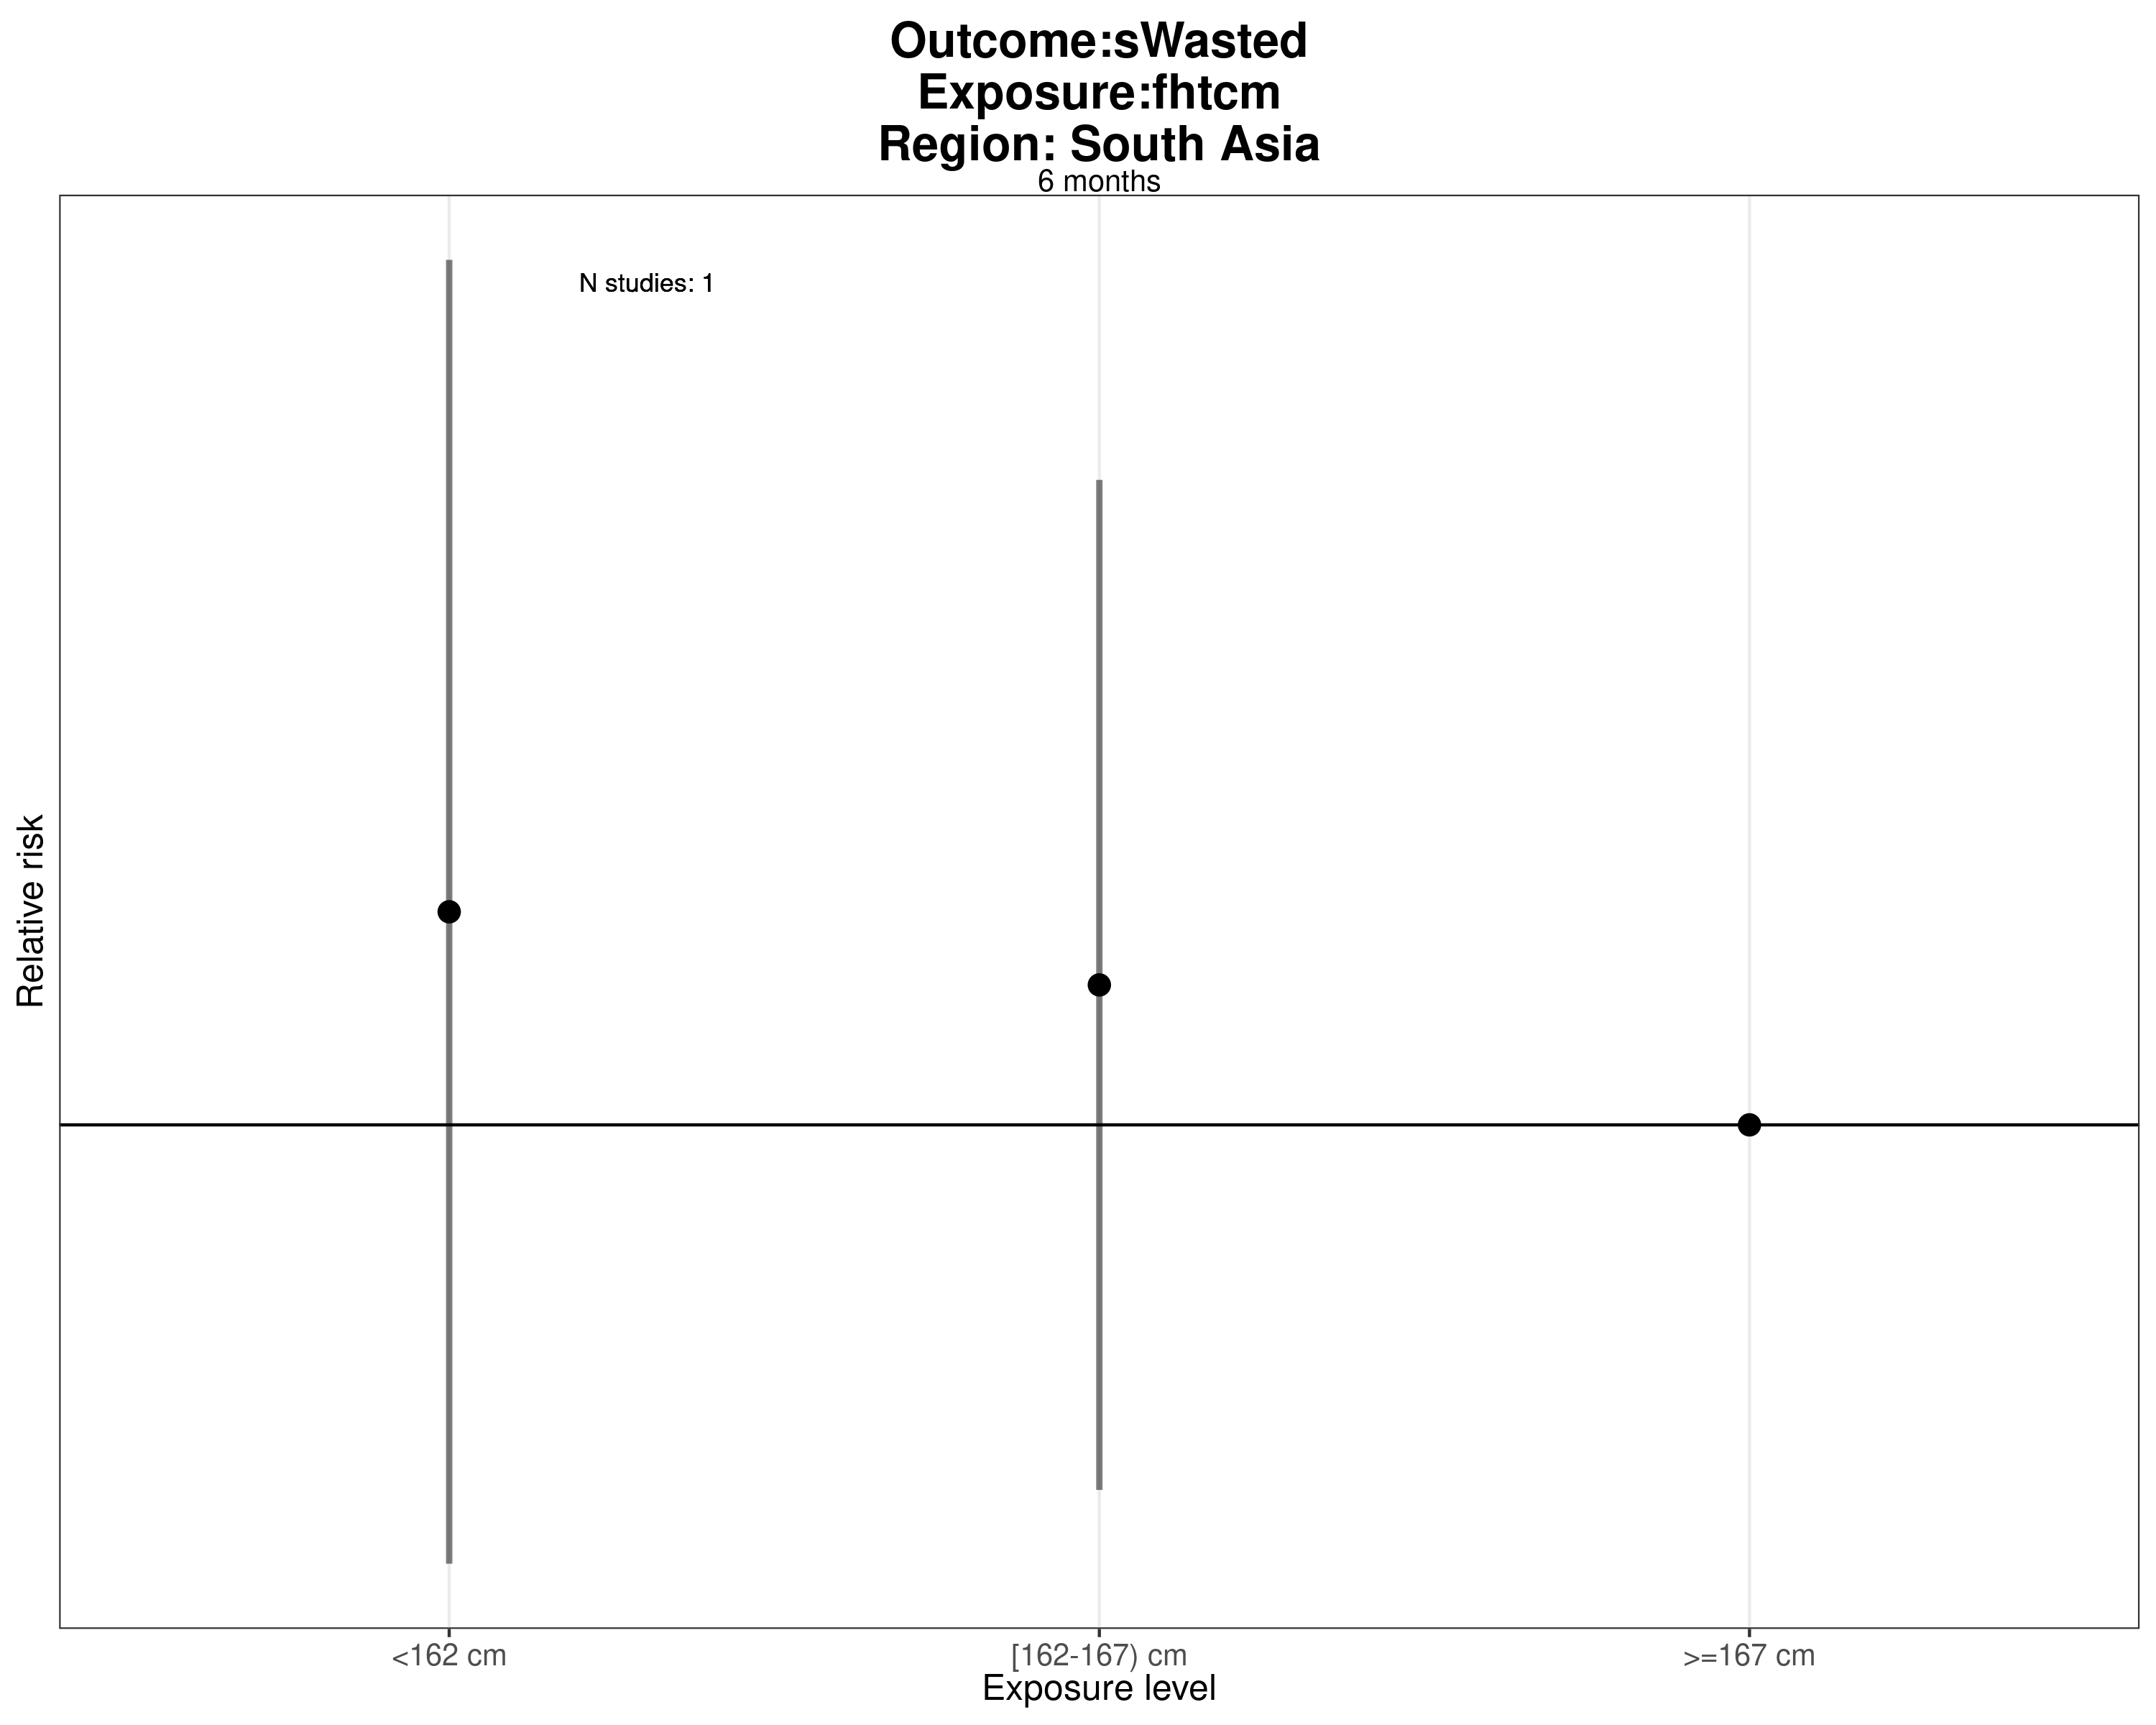 Outcome:sWasted
Exposure:fhtcm
Region: South Asia
6 months
N studies: 1
Relative risk
<162 cm
[162-167) cm
>=167 cm
Exposure level